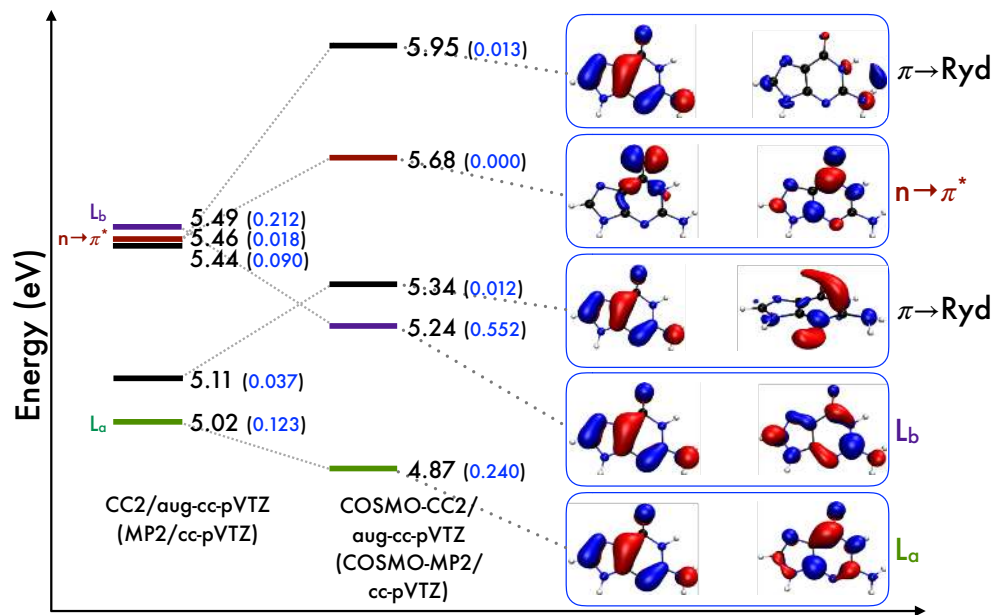 Energy (eV)
5.95 (0.013)
π→Ryd
5.68 (0.000)
n→π*
Lb
5.49 (0.212)
n→π*
5.46 (0.018)
5.44 (0.090)
5.34 (0.012)
π→Ryd
5.24 (0.552)
5.11 (0.037)
Lb
La
5.02 (0.123)
4.87 (0.240)
La
CC2/aug-cc-pVTZ
(MP2/cc-pVTZ)
COSMO-CC2/
aug-cc-pVTZ
(COSMO-MP2/
cc-pVTZ)